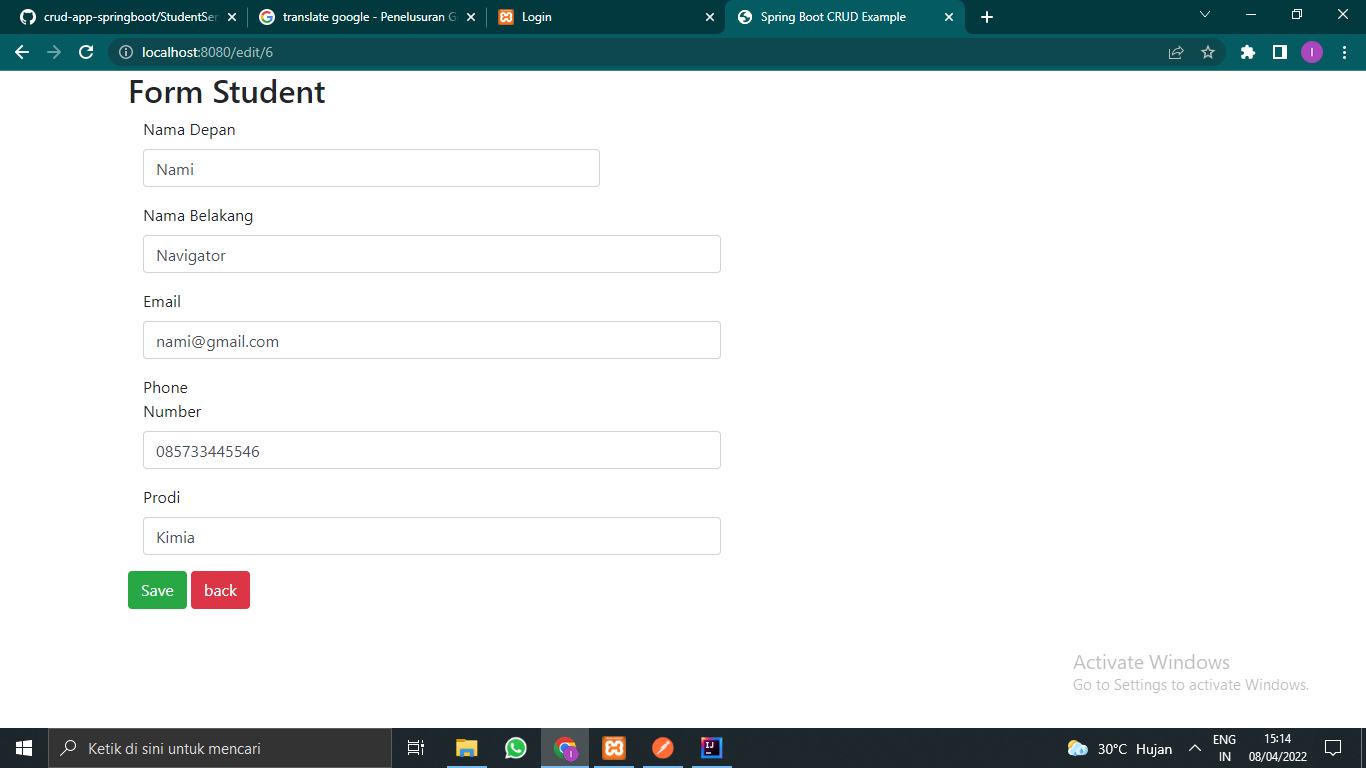 crud-app-springboot/StudentSer
translate google - Penelusuran G
Login
Spring Boot CRUD Example
localhost:8080/edit/6
I
Form Student
Nama Depan
Nami
Nama Belakang
Navigator
Email
nami@gmail.com
Phone
Number
085733445546
Prodi
Kimia
Save back
Activate Windows
Go to Settings to activate Windows.
Ketik di sini untuk mencari
30°C Hujan
ENG
IN
15:14
08/04/2022